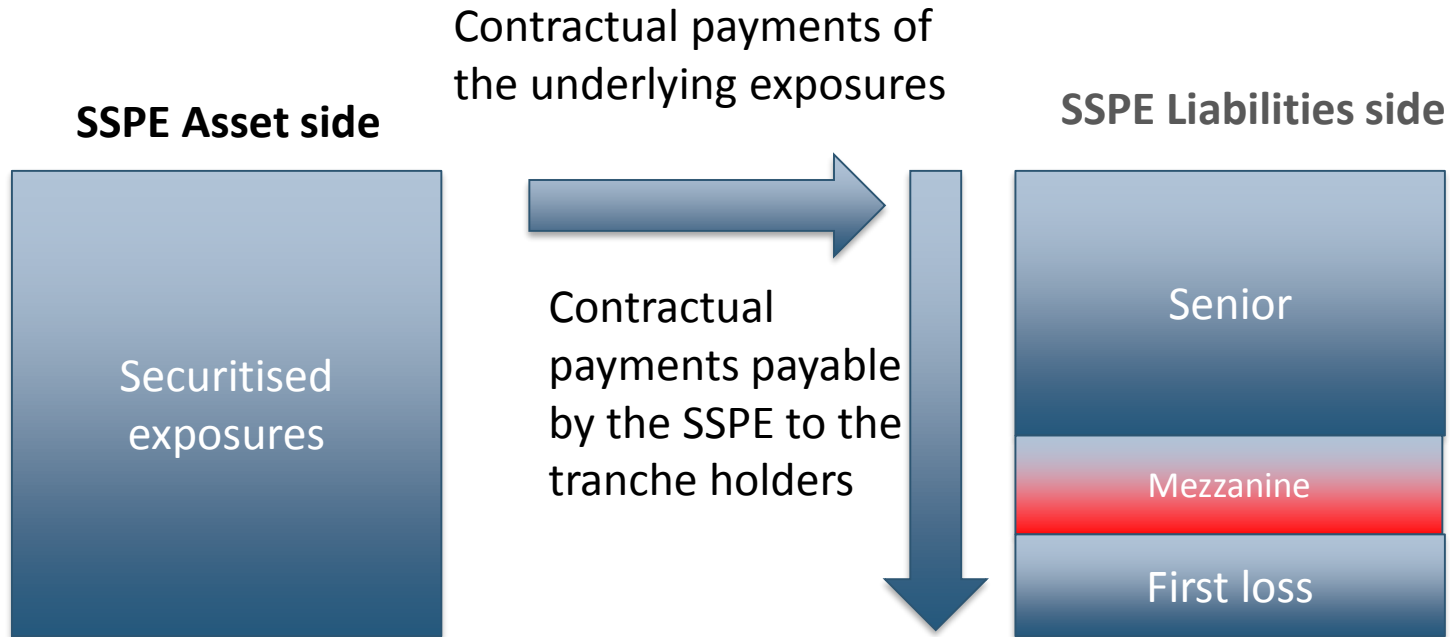 Contractual payments of
the underlying exposures
SSPE Asset side
SSPE Liabilities side
Securitised
exposures
Contractual
payments payable
by the SSPE to the
tranche holders
Senior
Mezzanine
First loss